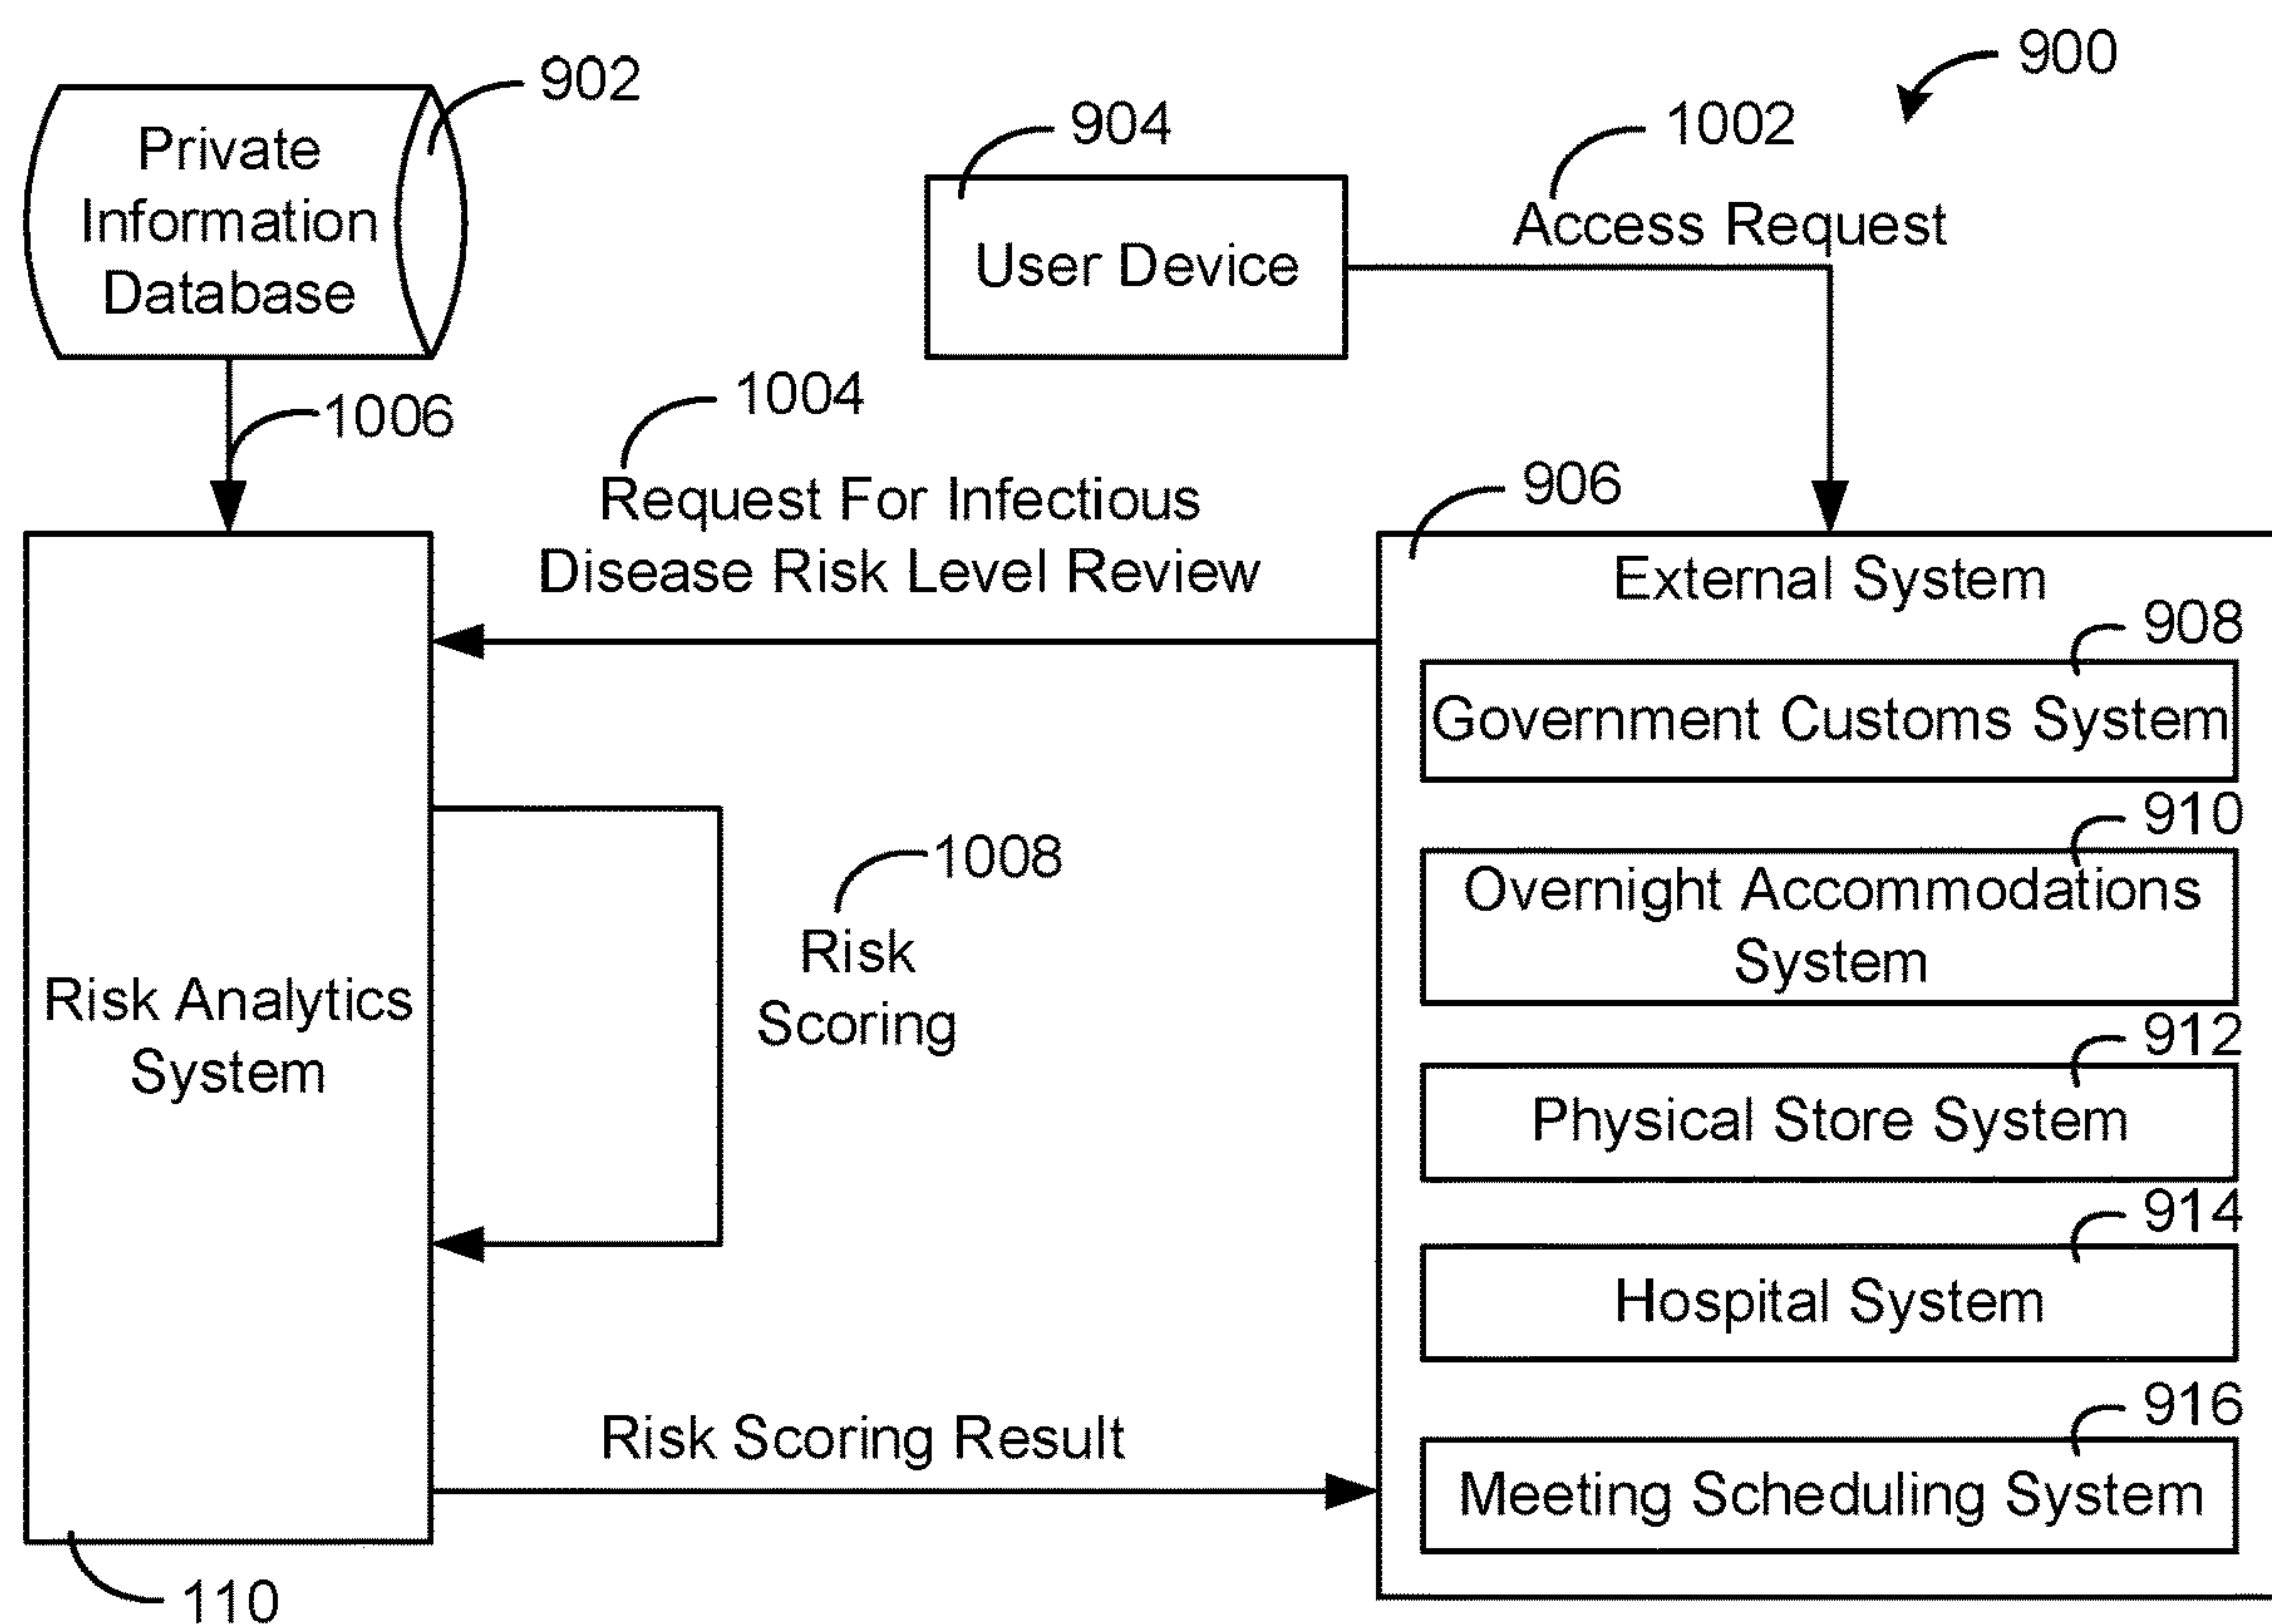 900
902
Private
Information
Database
904
User Device
1002
Access Request
1006
1004
Request For Infectious
Disease Risk Level Review
906
External System
908
Government Customs System
910
Overnight Accommodations
System
912
Physical Store System
914
Hospital System
916
Meeting Scheduling System
1008
Risk
Scoring
Risk Analytics
System
Risk Scoring Result
110